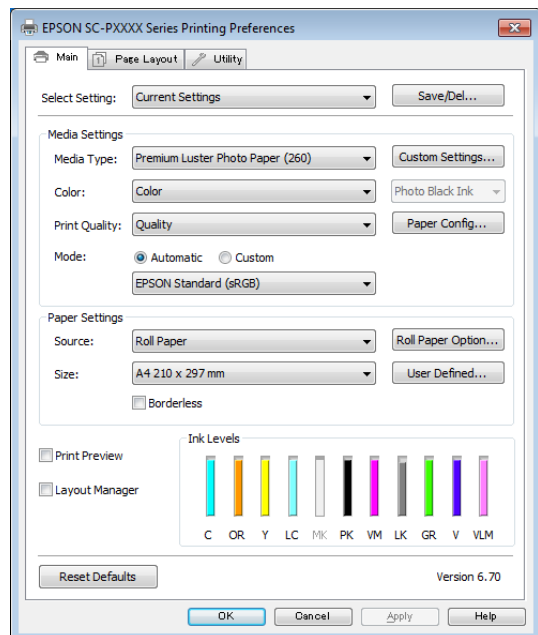 EPSON SC-PXXXX Series Printing Preferences
Main Page Layout Utility
Select Setting: Current Settings Save/Del...
Media Settings
Media Type: Premium Luster Photo Paper (260) Custom Settings...
Color: Color Photo Black Ink
Print Quality: Quality Paper Config...
Mode: Automatic Custom
EPSON Standard (sRGB)
Paper Settings
Source: Roll Paper Roll Paper Option...
Size: A4 210 x 297 mm User Defined...
Borderless
Ink Levels
Print Preview
Layout Manager
C OR Y LC MK PK VM LK GR V VLM
Reset Defaults Version 6.70
OK Cancel Apply Help